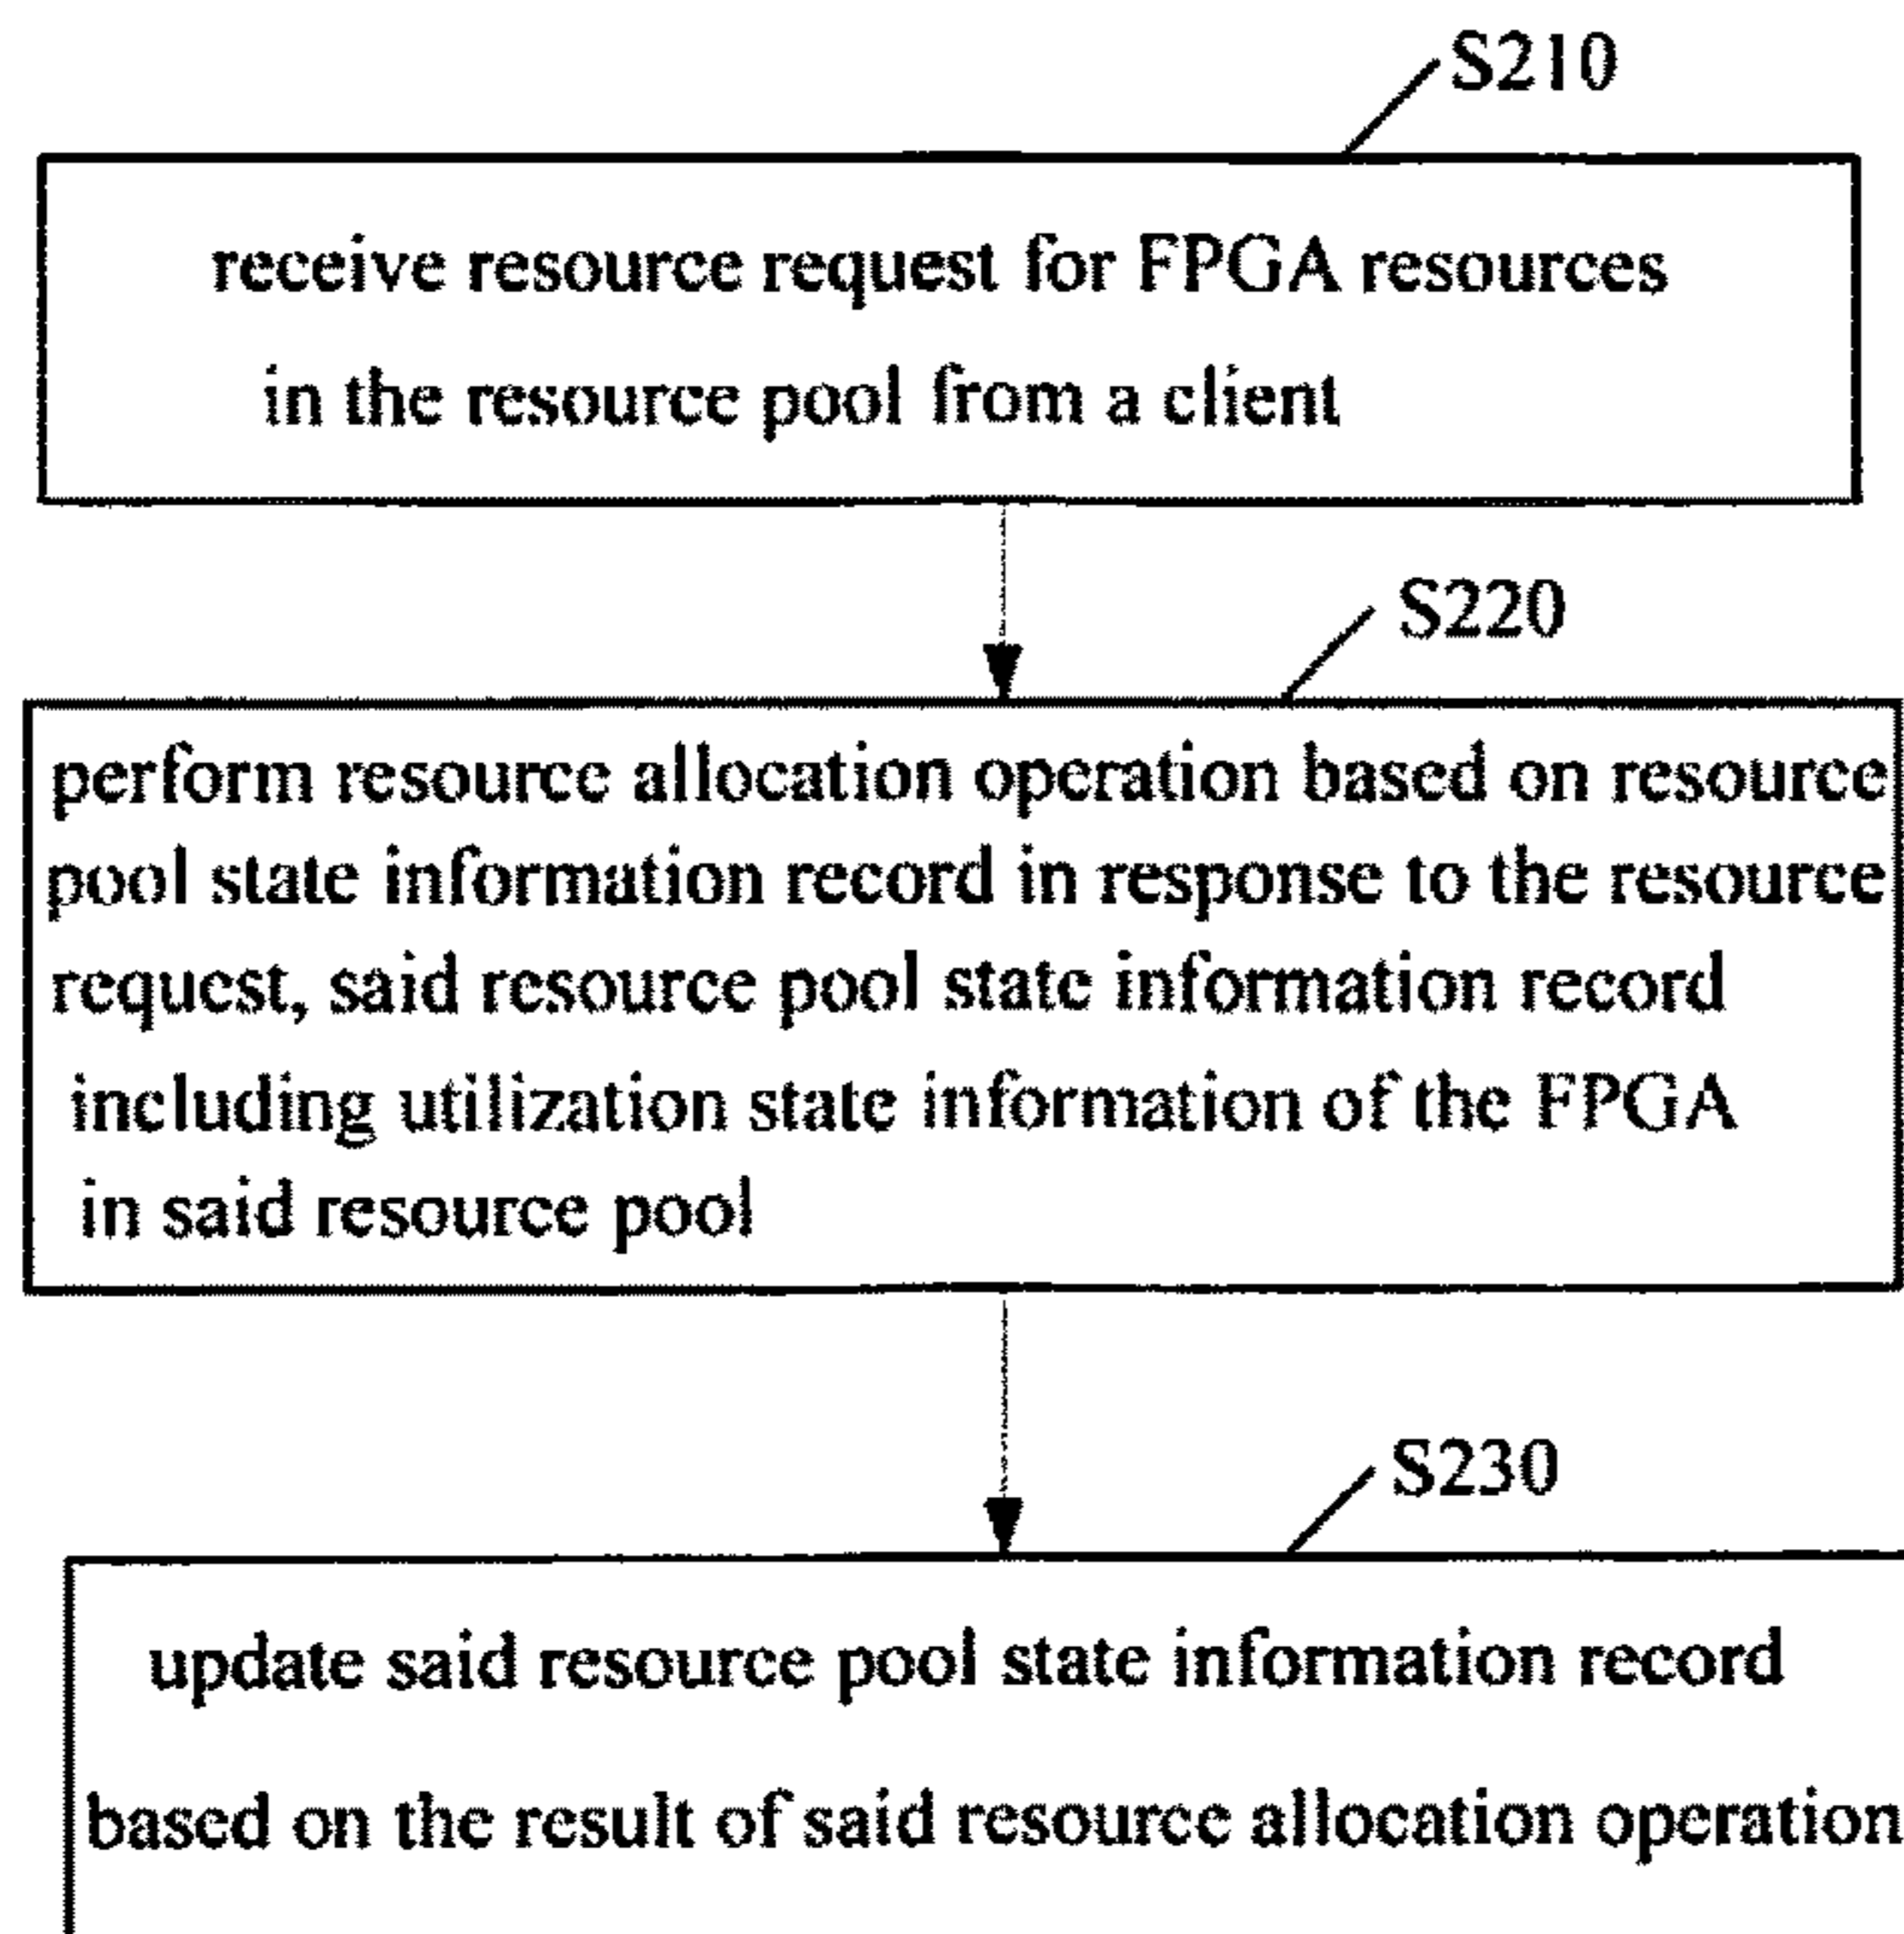 S210
receive resource request for FPGA resources
in the resource pool from a client
S220
perform resource allocation operation based on resource
pool state information record in response to the resource
request, said resource pool state information record
including utilization state information of the FPGA
in said resource pool
S230
update said resource pool state information record
based on the result of said resource allocation operation